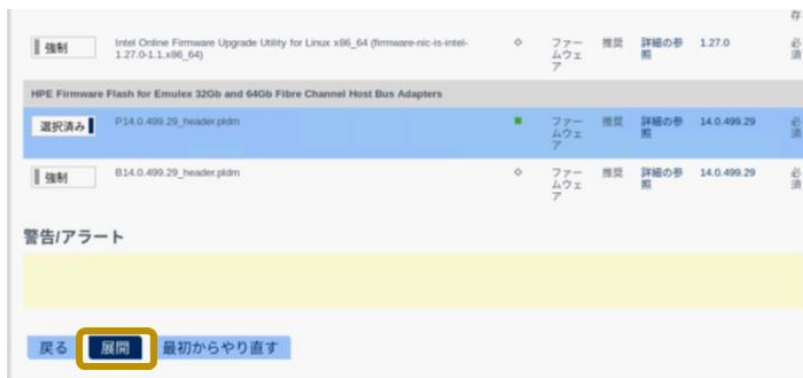 存
強制 Intel Online Firmware Upgrade Utility for Linux x86_64 (firmware-nic-is-intel- ファー 推奨 詳細の参 1.27.0 必
1.27.0-1.1.x86_64) ムウェ 照 須
ア
HPE Firmware Flash for Emulex 32Gb and 64Gb Fibre Channel Host Bus Adapters
選択済み P14.0.499.29_header.pldm ファー 推奨 詳細の参 14.0.499.29 必
ムウェ 照 須
ア
強制 B14.0.499.29_header.pldm ファー 推奨 詳細の参 14.0.499.29 必
ムウェ 照 須
ア
警告/アラート
戻る 展開 最初からやり直す